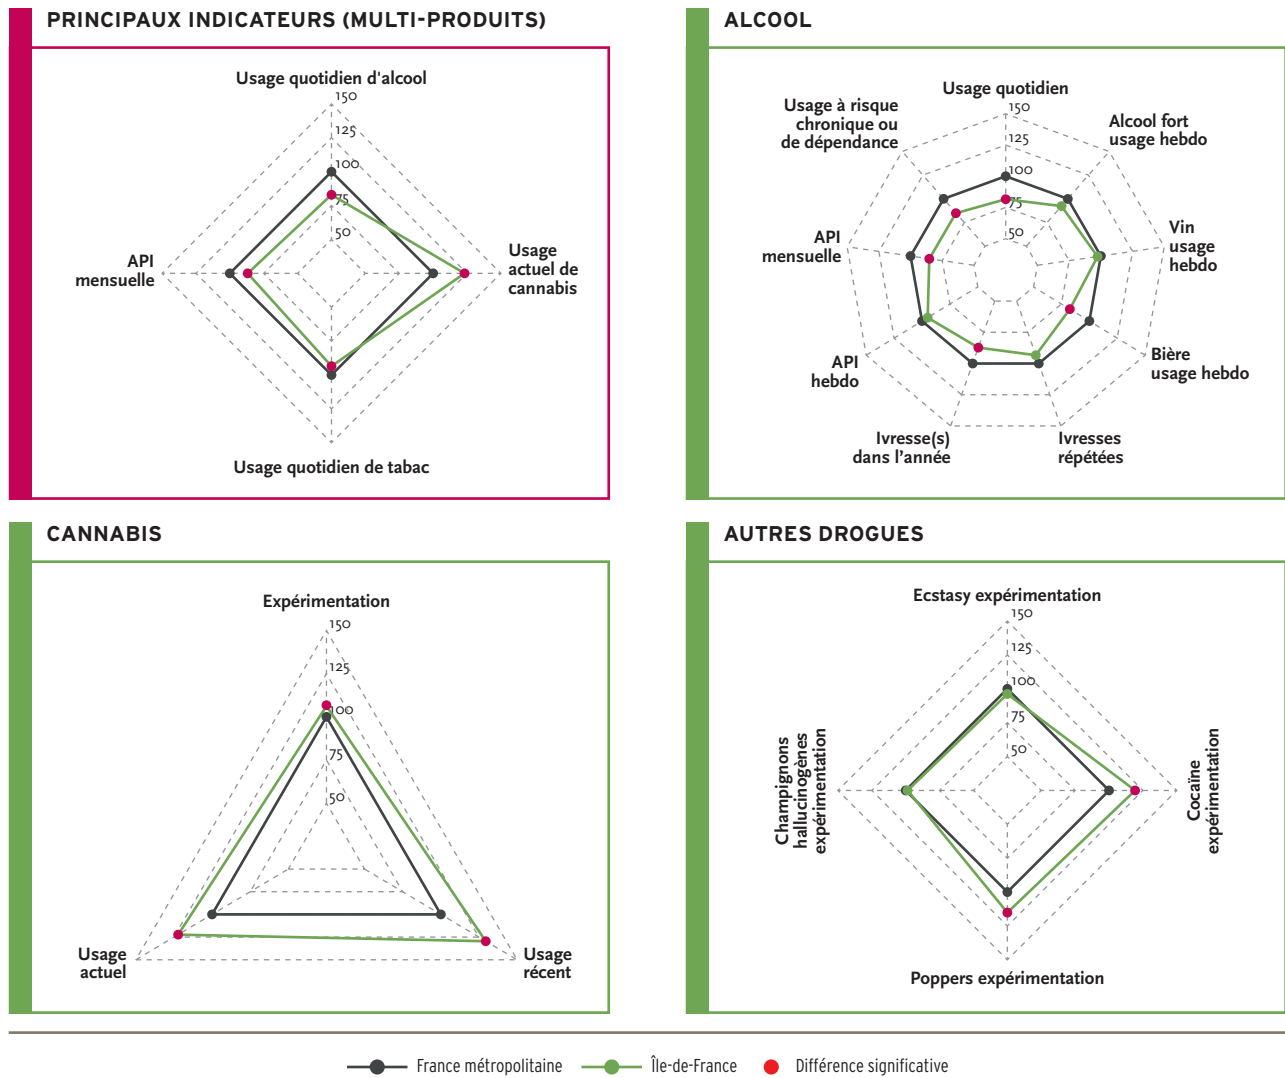 PRINCIPAUX INDICATEURS (MULTI-PRODUITS)
Usage quotidien d'alcool
150
125
100
75
50
Usage
actuel de
cannabis
API
mensuelle
Usage quotidien de tabac
ALCOOL
Usage quotidien
150
125
100
75
50
Usage à risque
chronique ou
de dépendance
Alcool fort
usage hebdo
Vin
usage
hebdo
API
mensuelle
Bière
usage hebdo
API
hebdo
Ivresse(s)
dans l'année
Ivresses
répétées
CANNABIS
Expérimentation
150
125
100
75
50
Usage
actuel
Usage
récent
AUTRES DROGUES
Ecstasy expérimentation
150
125
100
75
50
Champignons
hallucinogènes
expérimentation
Cocaïne
expérimentation
Poppers expérimentation
France métropolitaine
Île-de-France
Différence significative